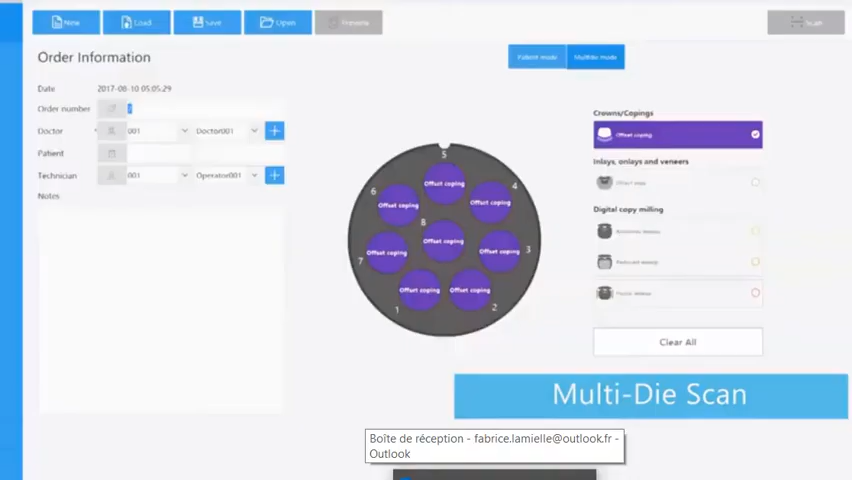 New Load Save Open Preview Scan
Order Information
Patient mode Multidie mode
Date 2017-08-10 05:05:29
Order number
Doctor 001 Doctor001
Patient
Technician 001 Operator001
Notes
5
Offset coping
6 4
Offset coping Offset coping
8
Offset coping
7 3
Offset coping Offset coping
Offset coping Offset coping
1 2
Crowns/Copings
Offset coping
Inlays, onlays and veneers
Digital copy milling
Clear All
Multi-Die Scan
Boîte de réception - fabrice.lamielle@outlook.fr -
Outlook